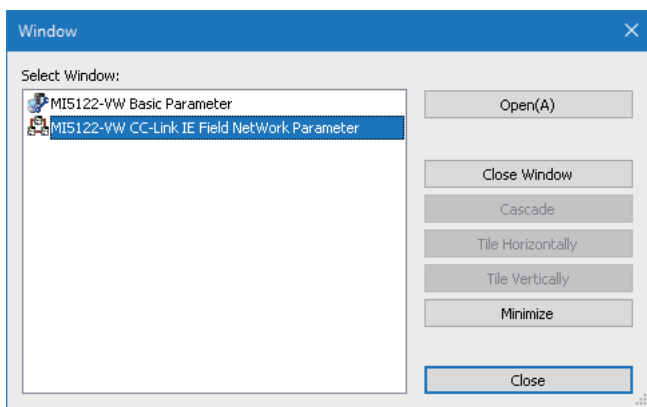 Window
Select Window:
MI5122-VW Basic Parameter
MI5122-VW CC-Link IE Field NetWork Parameter
Open(A)
Close Window
Cascade
Tile Horizontally
Tile Vertically
Minimize
Close